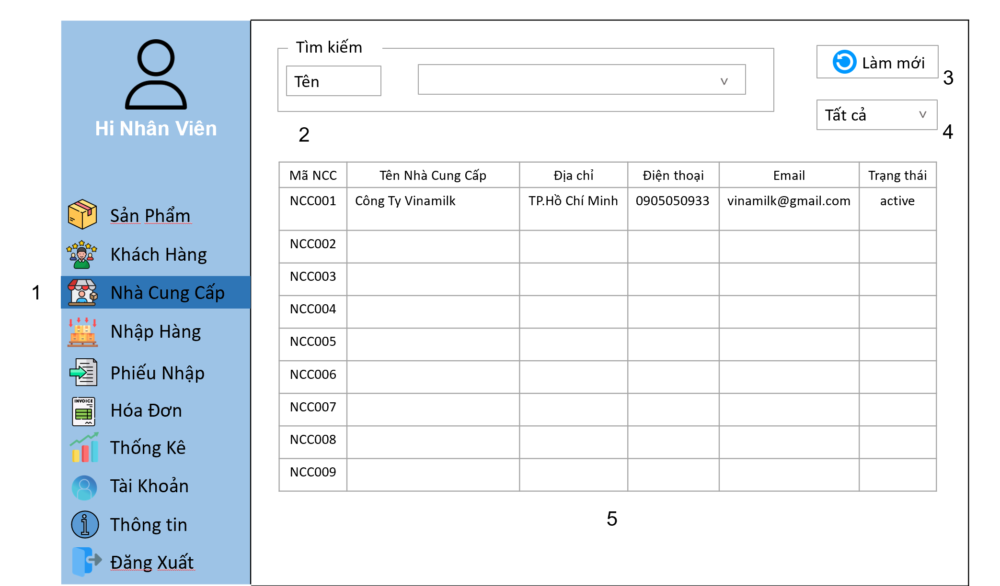 Hi Nhân Viên
Sản Phẩm
Khách Hàng
1
Nhà Cung Cấp
Nhập Hàng
Phiếu Nhập
INVOICE
Hóa Đơn
Thống Kê
Tài Khoản
Thông tin
Đăng Xuất
Tìm kiếm
Tên
v
2
Làm mới
3
Tất cả v
4
Mã NCC Tên Nhà Cung Cấp Địa chỉ Điện thoại Email Trạng thái
NCC001 Công Ty Vinamilk TP.Hồ Chí Minh 0905050933 vinamilk@gmail.com active
NCC002
NCC003
NCC004
NCC005
NCC006
NCC007
NCC008
NCC009
5